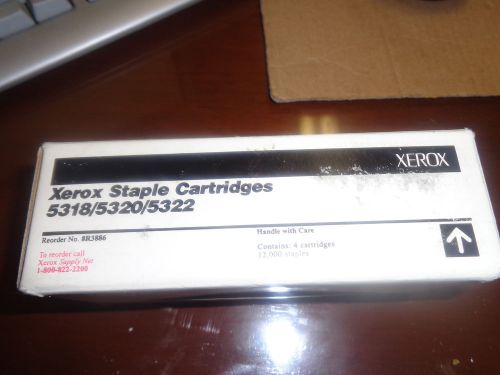 XEROX
Xerox Staple Cartridges
5318/5320/5322
Reorder No. 8R3886
Handle with Care
To reorder call
Xerox Supply Net
1-800-822-2200
Contains: 4 cartridges
12,000 staples